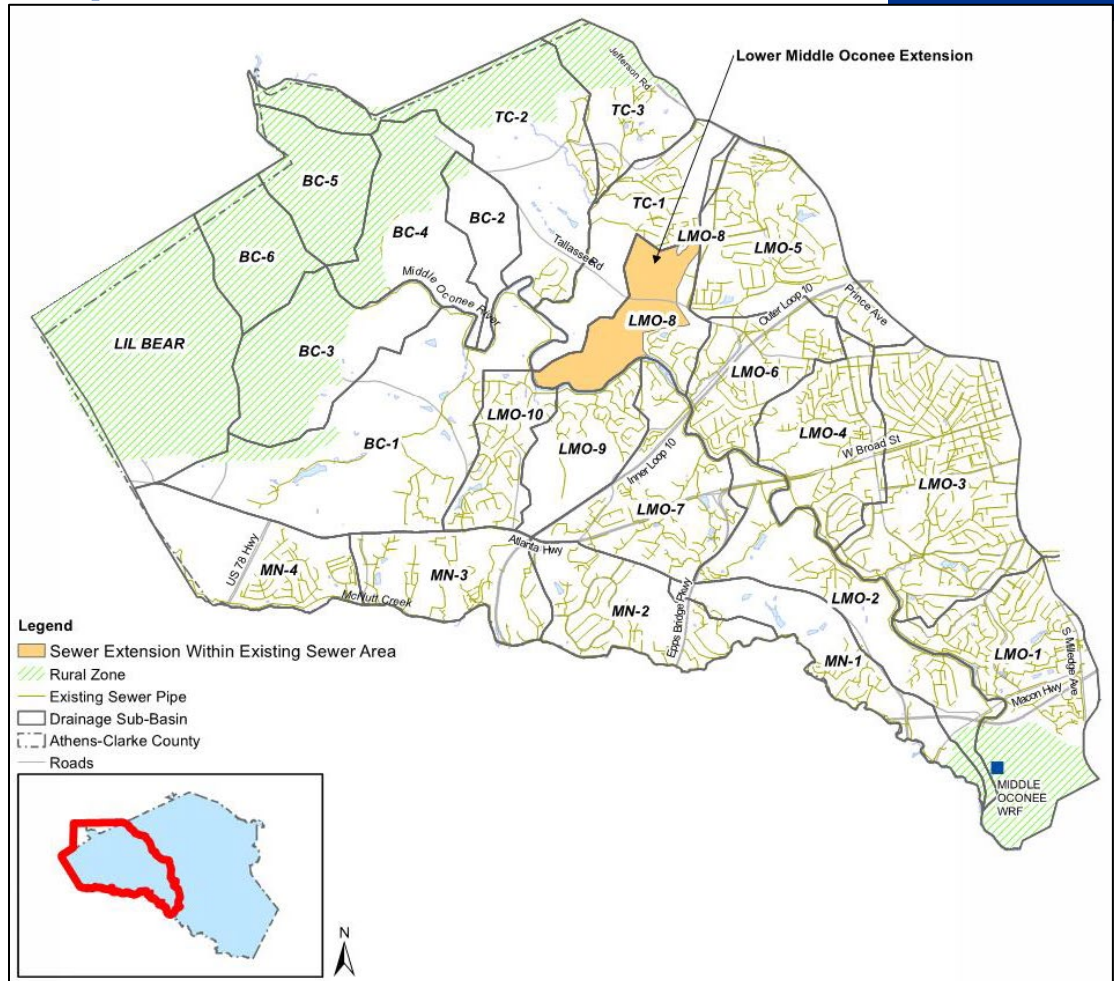 Lower Middle Oconee Extension
Jefferson Rd
TC-2
TC-3
BC-5
BC-2
TC-1
BC-4
LMO-8
LMO-5
BC-6
Tallassee Rd
Middle Oconee River
Outer Loop 10
Prince Ave
LMO-8
LIL BEAR
BC-3
LMO-6
LMO-10
LMO-4
BC-1
LMO-9
W Broad St
Inner Loop 10
LMO-3
LMO-7
Atlanta Hwy
US 78 Hwy
MN-4
MN-3
McNutt Creek
MN-2
Epps Bridge Pkwy
LMO-2
MN-1
LMO-1
S Milledge Ave
Macon Hwy
MIDDLE
OCONEE
WRF
Legend
Sewer Extension Within Existing Sewer Area
Rural Zone
Existing Sewer Pipe
Drainage Sub-Basin
Athens-Clarke County
Roads
N